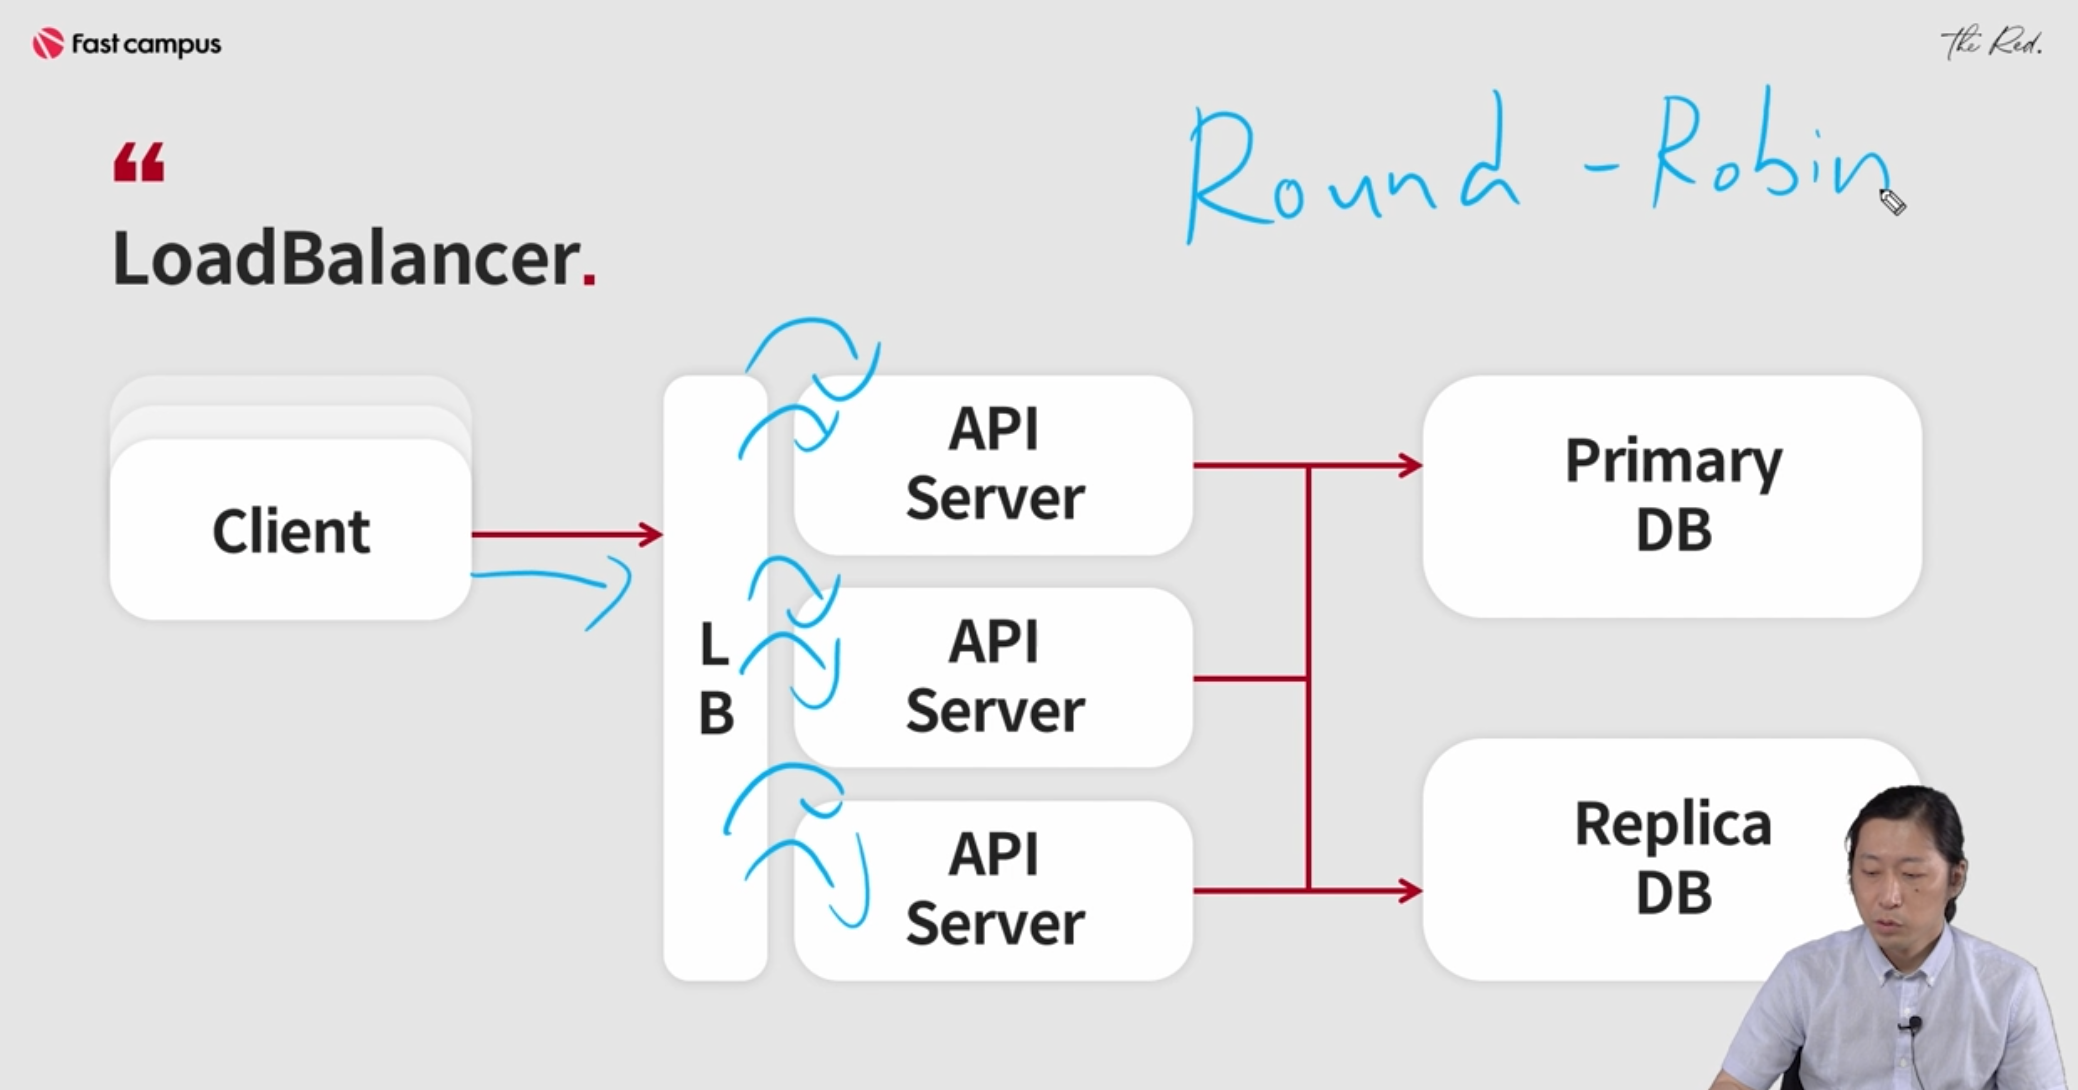 Fast campus
The Red.
Round - Robin
“
LoadBalancer.
Client
L
B
API
Server
API
Server
API
Server
Primary
DB
Replica
DB